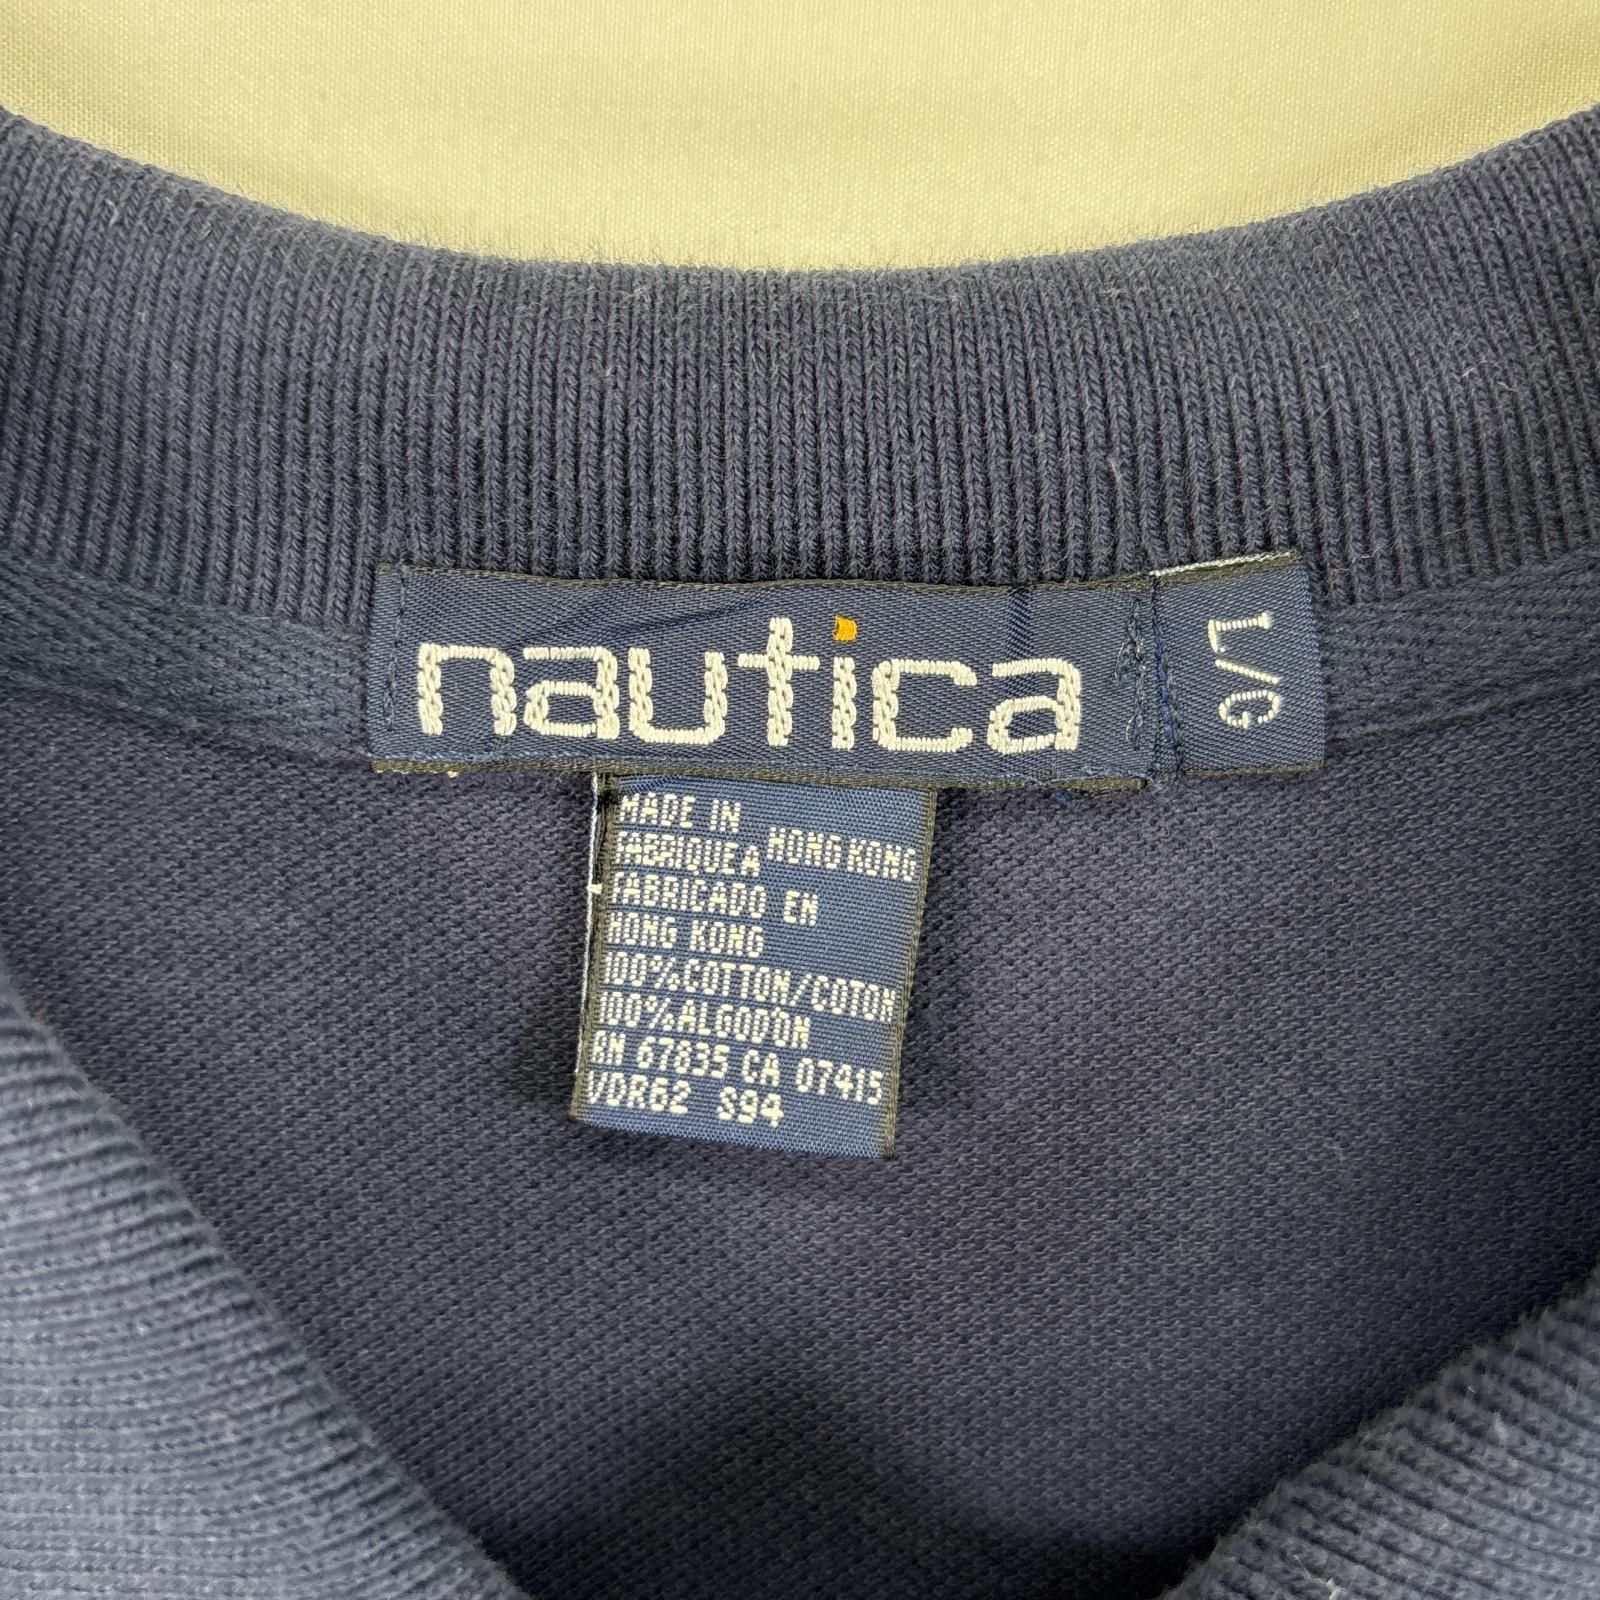 nautica
L/G
MADE IN
FABRIQUE A HONG KONG
FABRICADO EN
HONG KONG
100%COTTON/COTON
100%ALGODON
RN 67835 CA 07415
VDR62 S94